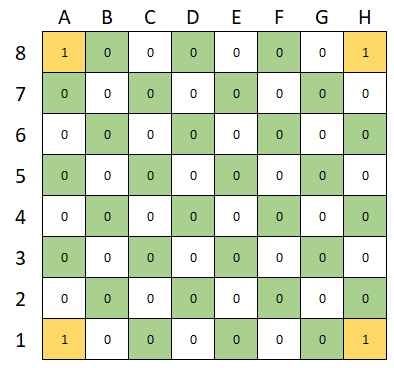 A B C D E F G H
8 1 0 0 0 0 0 0 1
7 0 0 0 0 0 0 0 0
6 0 0 0 0 0 0 0 0
5 0 0 0 0 0 0 0 0
4 0 0 0 0 0 0 0 0
3 0 0 0 0 0 0 0 0
2 0 0 0 0 0 0 0 0
1 1 0 0 0 0 0 0 1